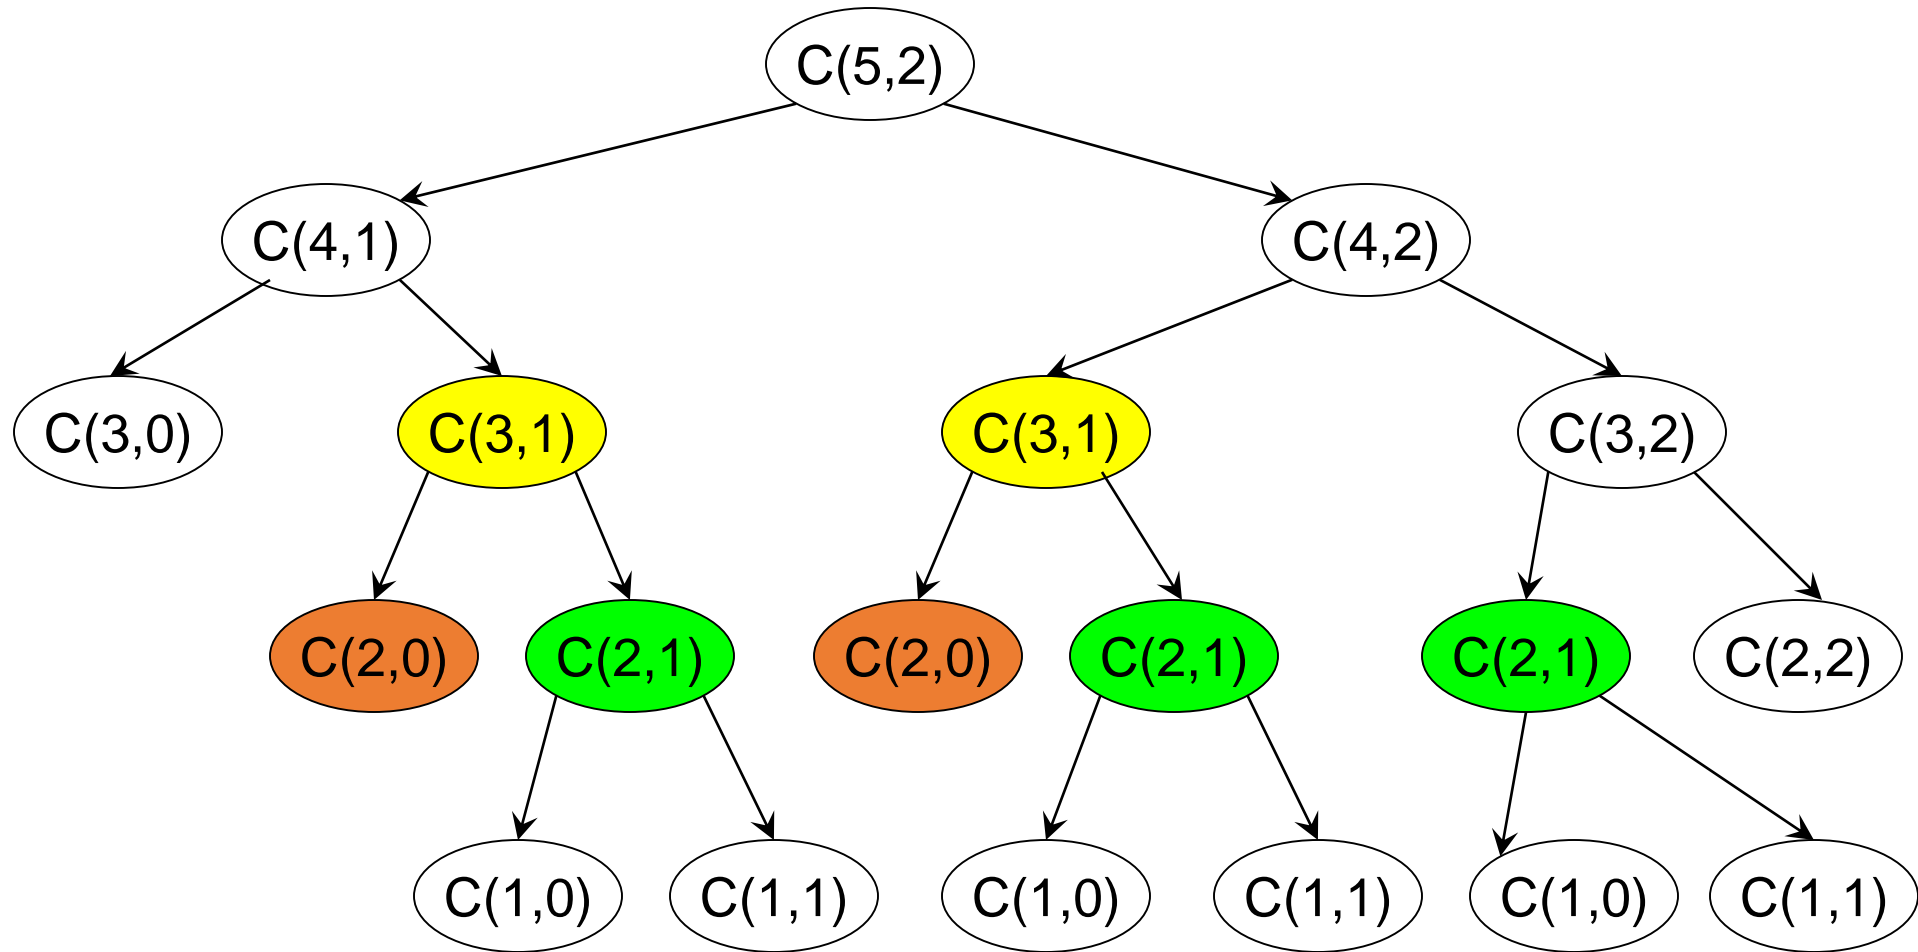 C(5,2)
C(4,1)
C(4,2)
C(3,0)
C(3,1)
C(3,1)
C(3,2)
C(2,0)
C(2,1)
C(2,0)
C(2,1)
C(2,1)
C(2,2)
C(1,0)
C(1,1)
C(1,0)
C(1,1)
C(1,0)
C(1,1)